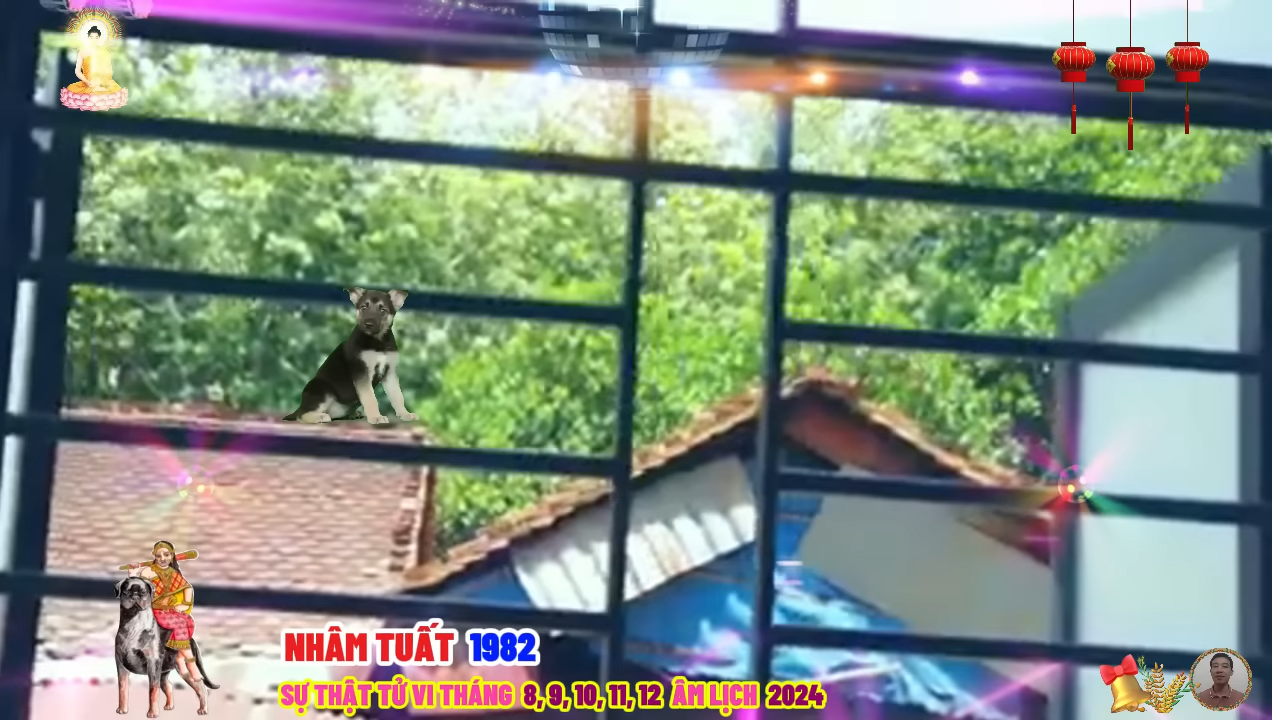 NHÂM TUẤT 1982
SỰ THẬT TỬ VI THÁNG 8, 9, 10, 11, 12 ÂM LỊCH 2024